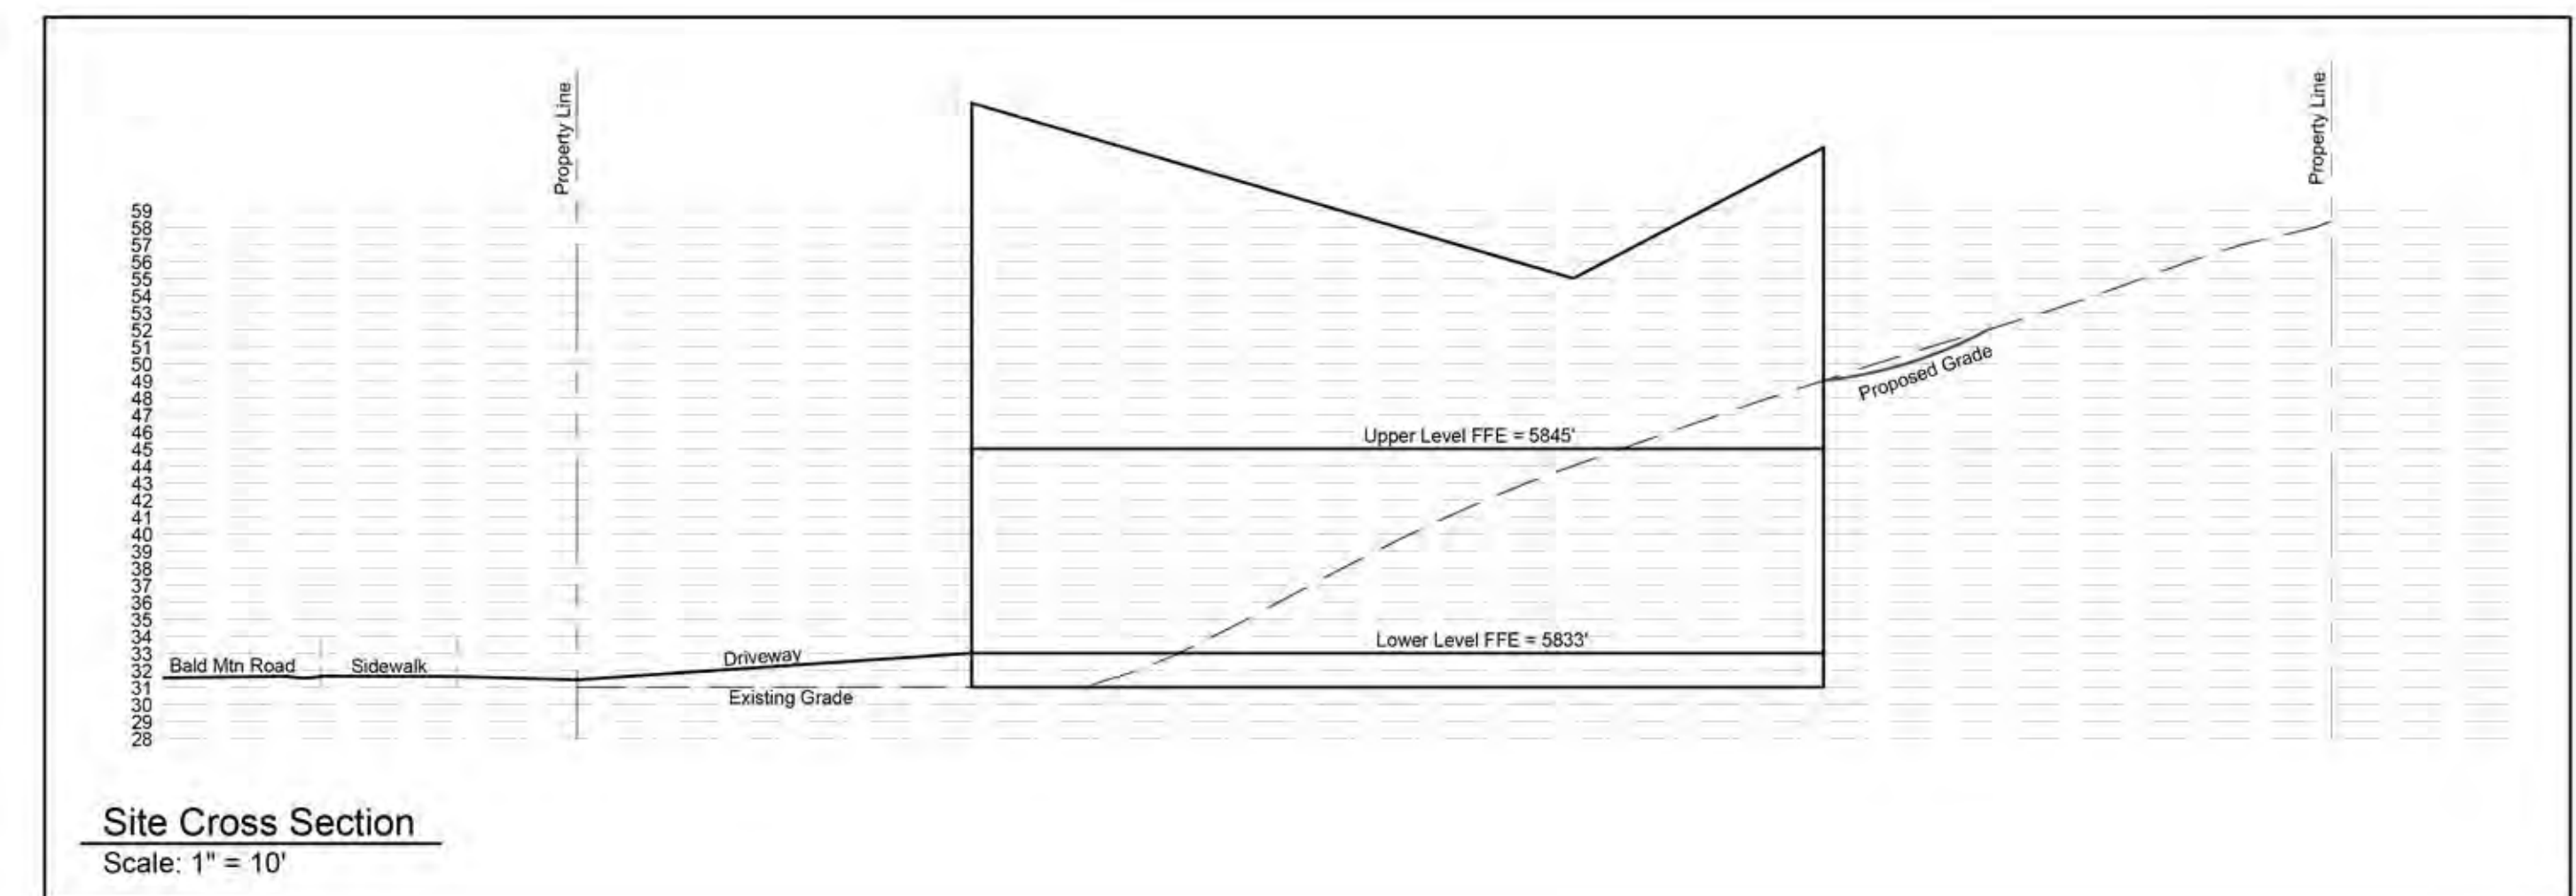 Property Line
Property Line
59
58
57
56
55
54
53
52
51
50
49
48
47
46
45
44
43
42
41
40
39
38
37
36
35
34
33
32
31
30
29
28
Upper Level FFE = 5845'
Proposed Grade
Lower Level FFE = 5833'
Bald Mtn Road
Sidewalk
Driveway
Existing Grade
Site Cross Section
Scale: 1" = 10'